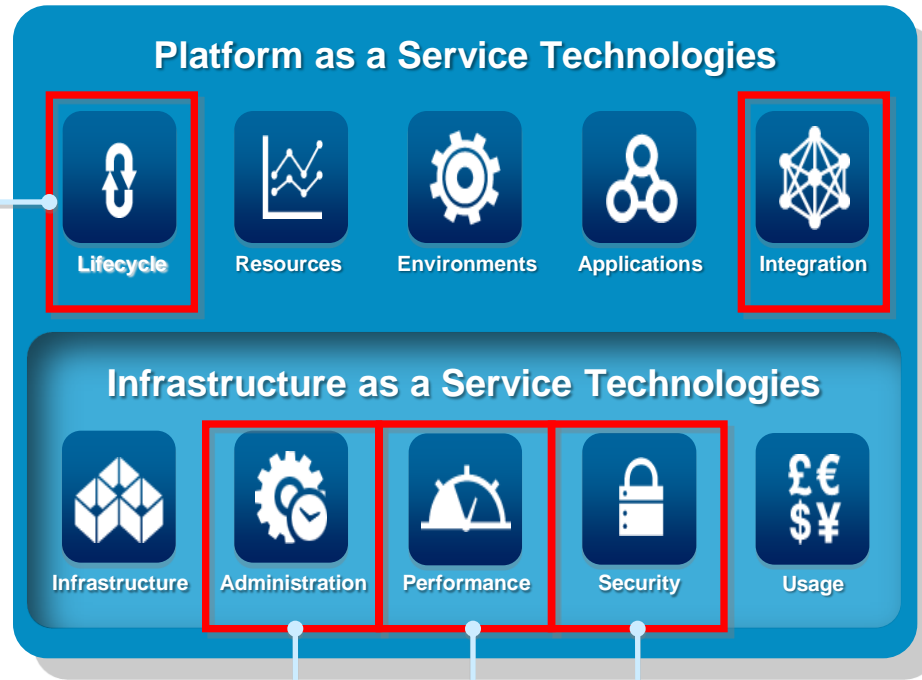 Platform as a Service Technologies
Lifecycle
Resources
Environments
Applications
Integration
Infrastructure as a Service Technologies
£€
$¥
Infrastructure
Administration
Performance
Security
Usage